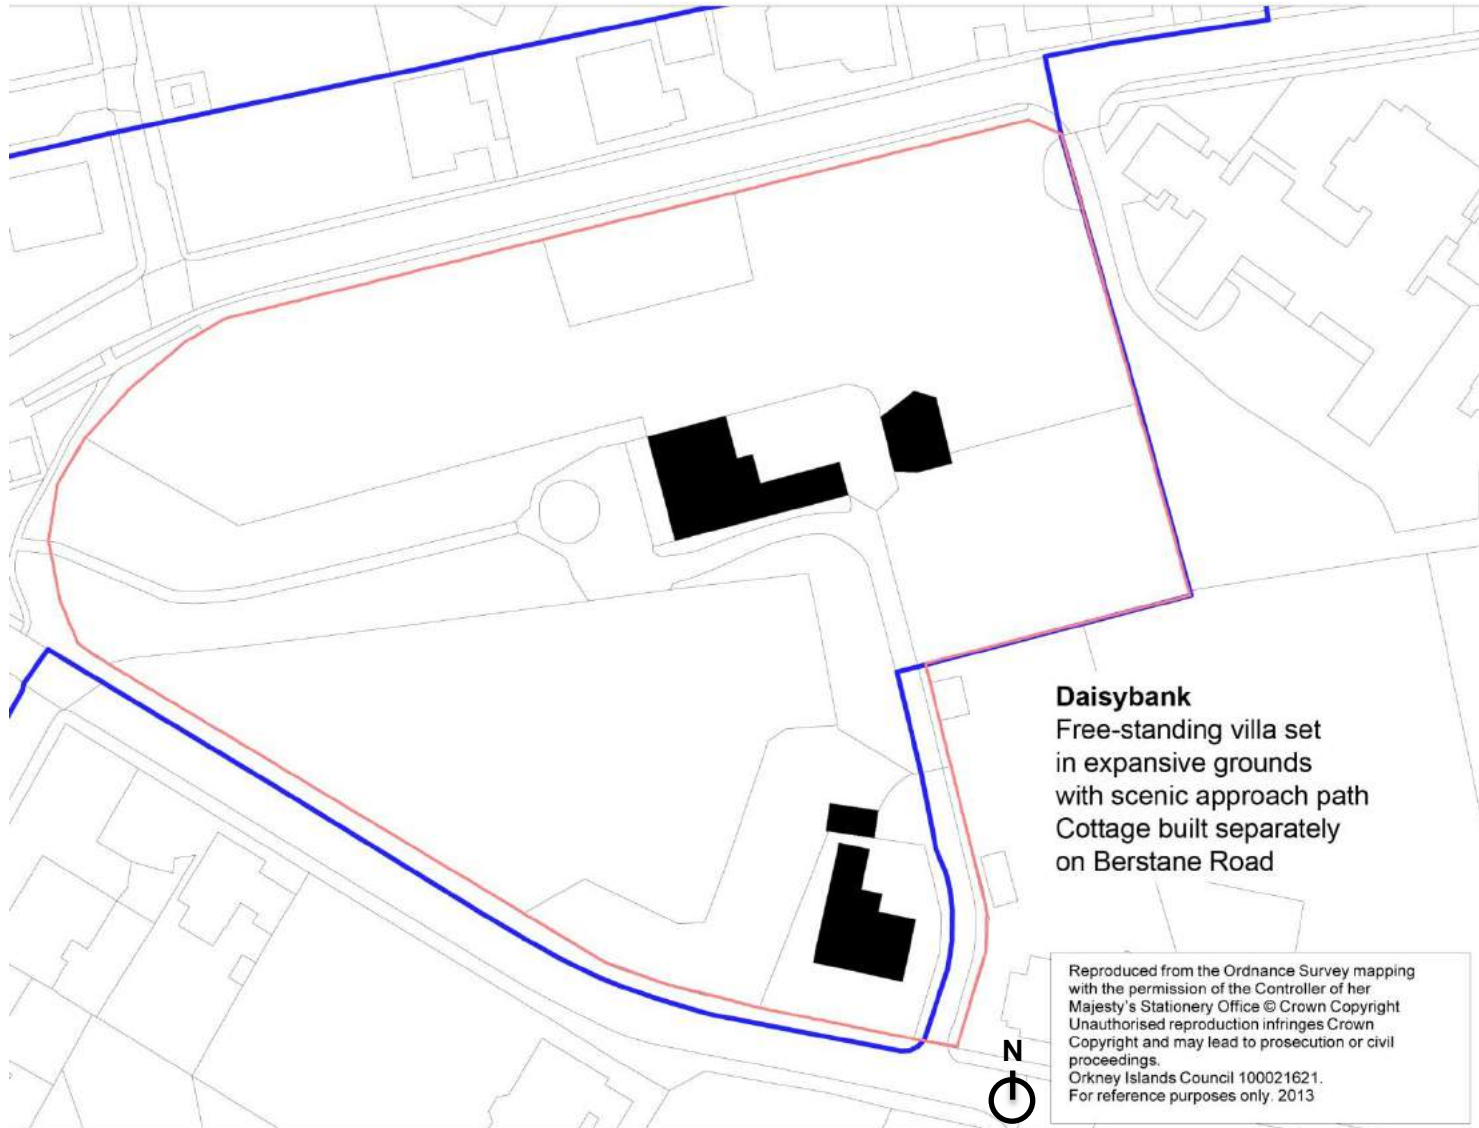 Daisybank
Free-standing villa set
in expansive grounds
with scenic approach path
Cottage built separately
on Berstane Road
Reproduced from the Ordnance Survey mapping
with the permission of the Controller of her
Majesty's Stationery Office © Crown Copyright
Unauthorised reproduction infringes Crown
Copyright and may lead to prosecution or civil
proceedings.
Orkney Islands Council 100021621.
For reference purposes only. 2013
N